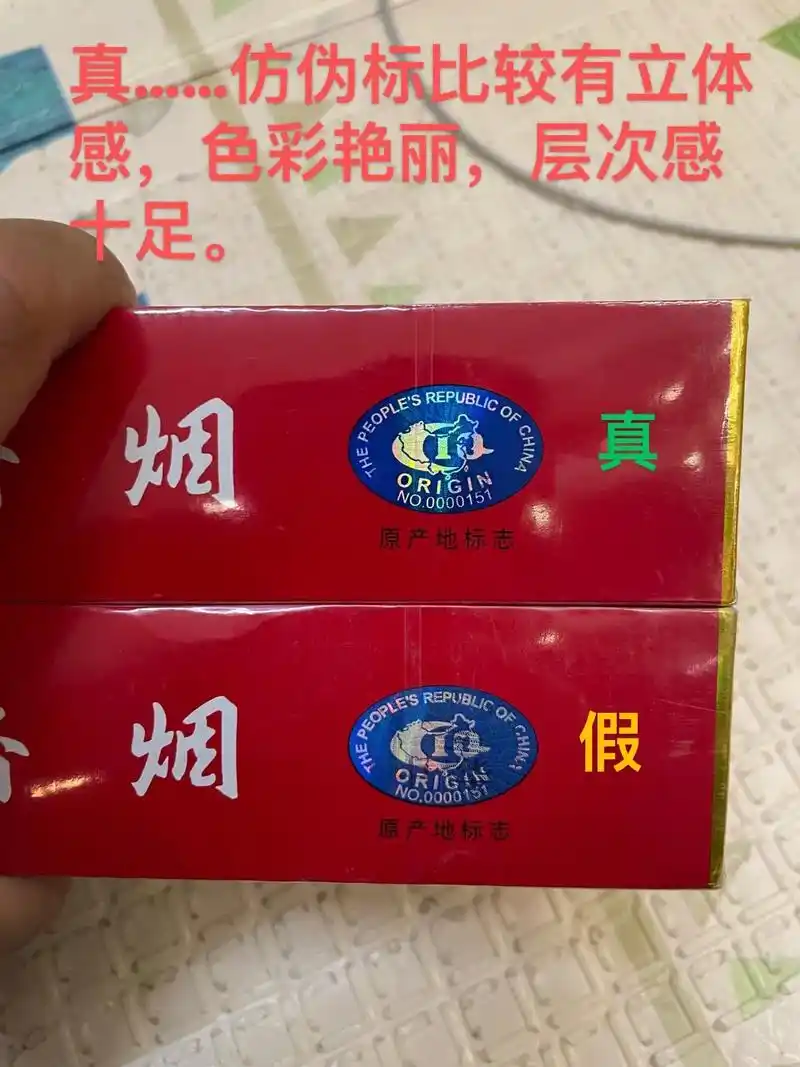 真……仿伪标比较有立体
感，色彩艳丽，层次感
十足。
烟
THE PEOPLE'S REPUBLIC OF CHINA
CIQ
ORIGIN
NO.0000151
原产地标志
真
烟
THE PEOPLE'S REPUBLIC OF CHINA
CIQ
ORIGIN
NO.0000151
原产地标志
假